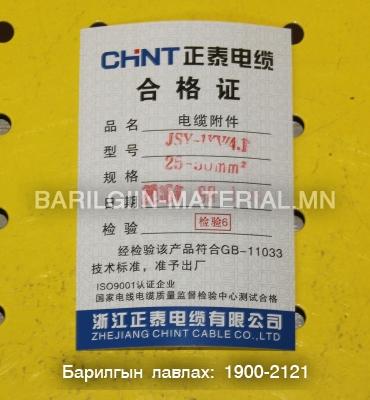 CHNT 正泰电缆
合格证
品名 电缆附件
型号 JSY-1KV/4.1
规格 25-50mm²
日期
检验 检验6
BARILGIIN-MATERIAL.MN
经检验该产品符合GB-11033
技术标准，准予出厂
ISO9001认证企业
国家电线电缆质量监督检验中心测试合格
浙江正泰电缆有限公司
ZHEJIANG CHINT CABLE CO.,LTD
Барилгын лавлах: 1900-2121